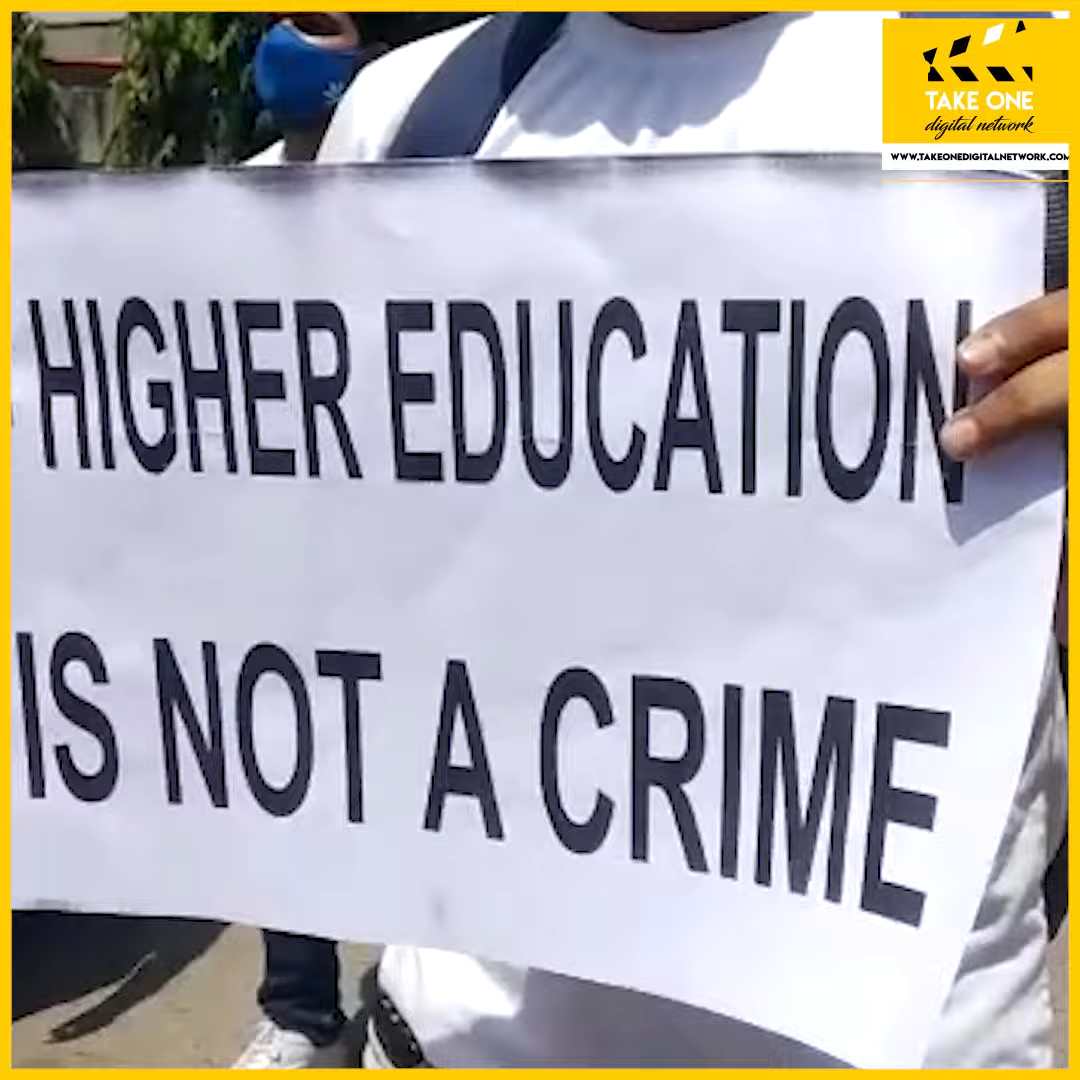 TAKE ONE
digital network
WWW.TAKEONEDIGITALNETWORK.COM
HIGHER EDUCATION
IS NOT A CRIME